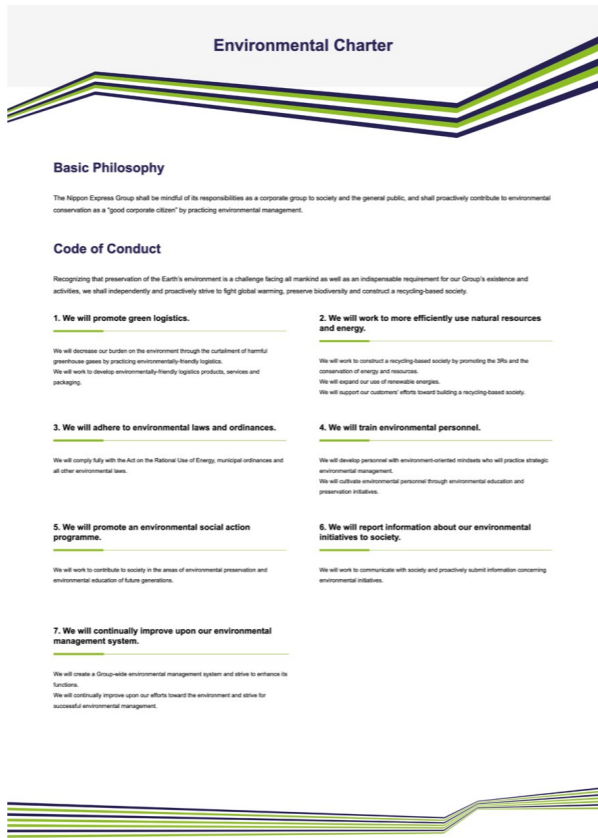 Environmental Charter
Basic Philosophy
The Nippon Express Group shall be mindful of its responsibilities as a corporate group to society and the general public, and shall proactively contribute to environmental
conservation as a "good corporate citizen" by practicing environmental management.
Code of Conduct
Recognizing that preservation of the Earth's environment is a challenge facing all mankind as well as an indispensable requirement for our Group's existence and
activities, we shall independently and proactively strive to fight global warming, preserve biodiversity and construct a recycling-based society.
1. We will promote green logistics.
We will decrease our burden on the environment through the curtailment of harmful
greenhouse gases by practicing environmentally-friendly logistics.
We will work to develop environmentally-friendly logistics products, services and
packaging.
2. We will work to more efficiently use natural resources
and energy.
We will work to construct a recycling-based society by promoting the 3Rs and the
conservation of energy and resources.
We will expand our use of renewable energies.
We will support our customers' efforts toward building a recycling-based society.
3. We will adhere to environmental laws and ordinances.
We will comply fully with the Act on the Rational Use of Energy, municipal ordinances and
all other environmental laws.
4. We will train environmental personnel.
We will develop personnel with environment-oriented mindsets who will practice strategic
environmental management.
We will cultivate environmental personnel through environmental education and
preservation initiatives.
5. We will promote an environmental social action
programme.
We will work to contribute to society in the areas of environmental preservation and
environmental education of future generations.
6. We will report information about our environmental
initiatives to society.
We will work to communicate with society and proactively submit information concerning
environmental initiatives.
7. We will continually improve upon our environmental
management system.
We will create a Group-wide environmental management system and strive to enhance its
functions.
We will continually improve upon our efforts toward the environment and strive for
successful environmental management.